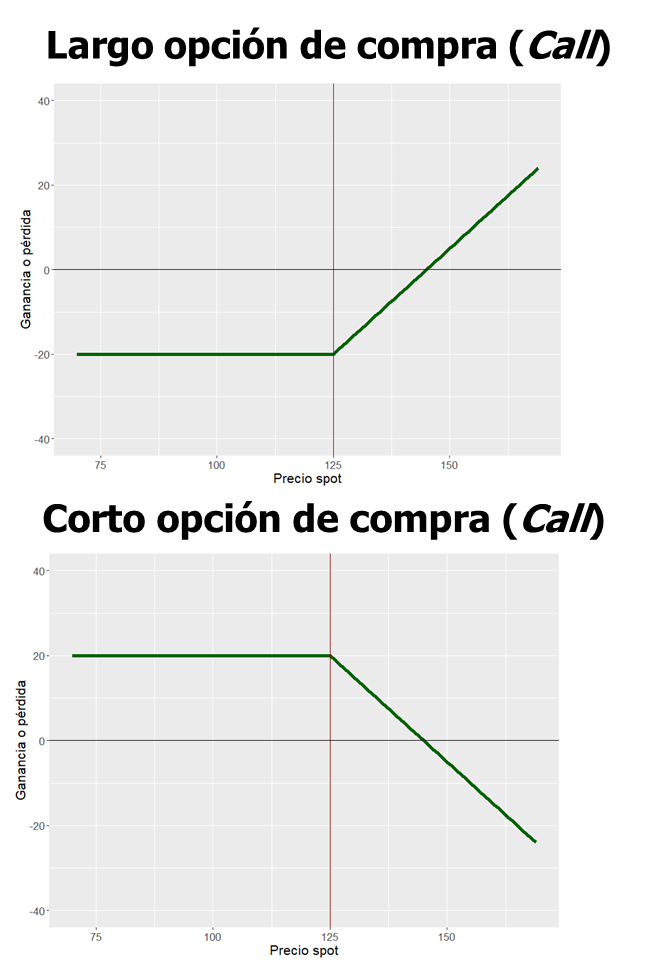 Largo opción de compra (Call)
40
20
0
-20
-40
Ganancia o pérdida
75 100 125 150
Precio spot
Corto opción de compra (Call)
40
20
0
-20
-40
Ganancia o pérdida
75 100 125 150
Precio spot